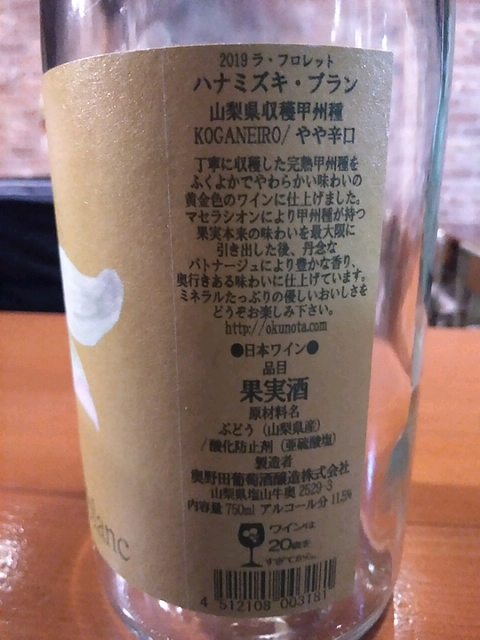 2019 ラ・フロレット
ハナミズキ・ブラン
山梨県収穫甲州種
KOGANEIRO/ やや辛口
丁寧に収穫した完熟甲州種を
ふくよかでやわらかい味わいの
黄金色のワインに仕上げました。
マセラシオンにより甲州種が持つ
果実本来の味わいを最大限に
引き出した後、丹念な
バトナージュにより豊かな香り、
奥行きある味わいに仕上げています。
ミネラルたっぷりの優しいおいしさを
どうぞお楽しみ下さい。
http://okunota.com
●日本ワイン●
品目
果実酒
原材料名
ぶどう（山梨県産）
/酸化防止剤（亜硫酸塩）
製造者
奥野田葡萄酒醸造株式会社
山梨県塩山牛奥 2529-3
内容量 750ml アルコール分 11.5%
ワインは
20歳を
すぎてから。
4 512108 003181
lanc